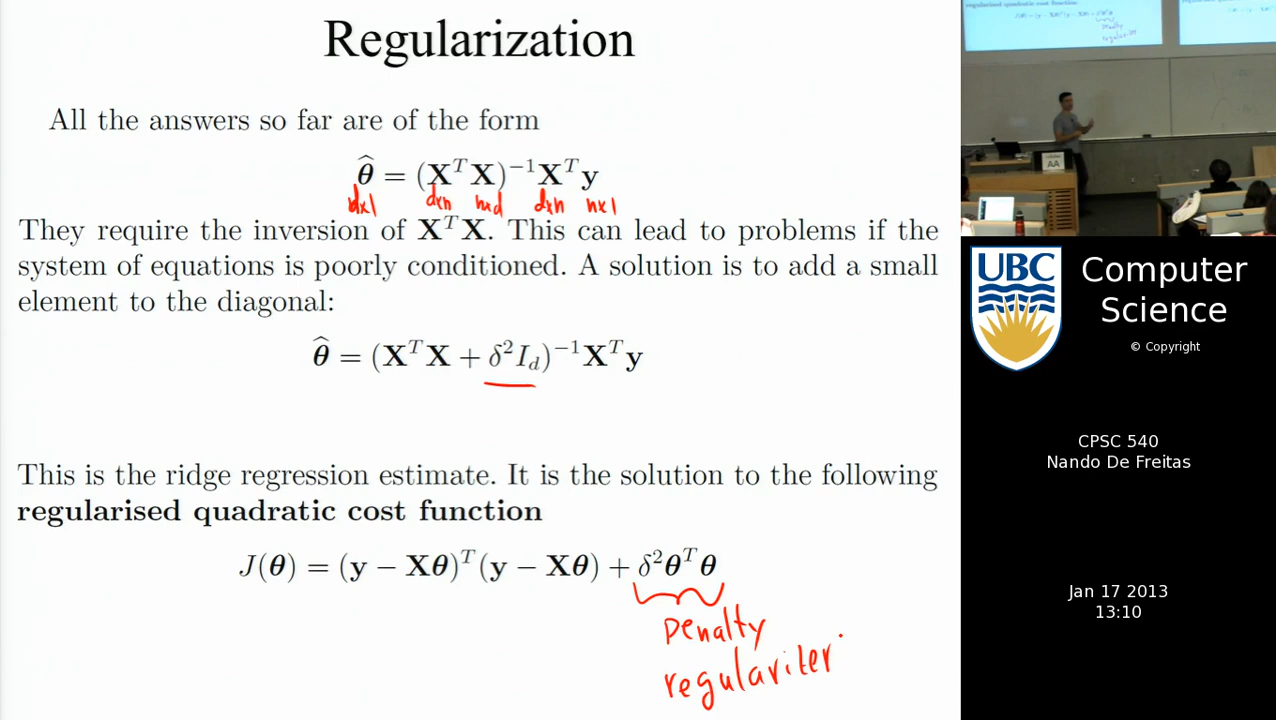 Regularization
All the answers so far are of the form
θ̂ = (XᵀX)⁻¹Xᵀy
dx1 dxn nxd dxn nx1
They require the inversion of XᵀX. This can lead to problems if the
system of equations is poorly conditioned. A solution is to add a small
element to the diagonal:
θ̂ = (XᵀX + δ²I_d)⁻¹Xᵀy
This is the ridge regression estimate. It is the solution to the following
regularised quadratic cost function
J(θ) = (y − Xθ)ᵀ(y − Xθ) + δ²θᵀθ
Penalty
regularizer
AA
UBC
Computer
Science
© Copyright
CPSC 540
Nando De Freitas
Jan 17 2013
13:10